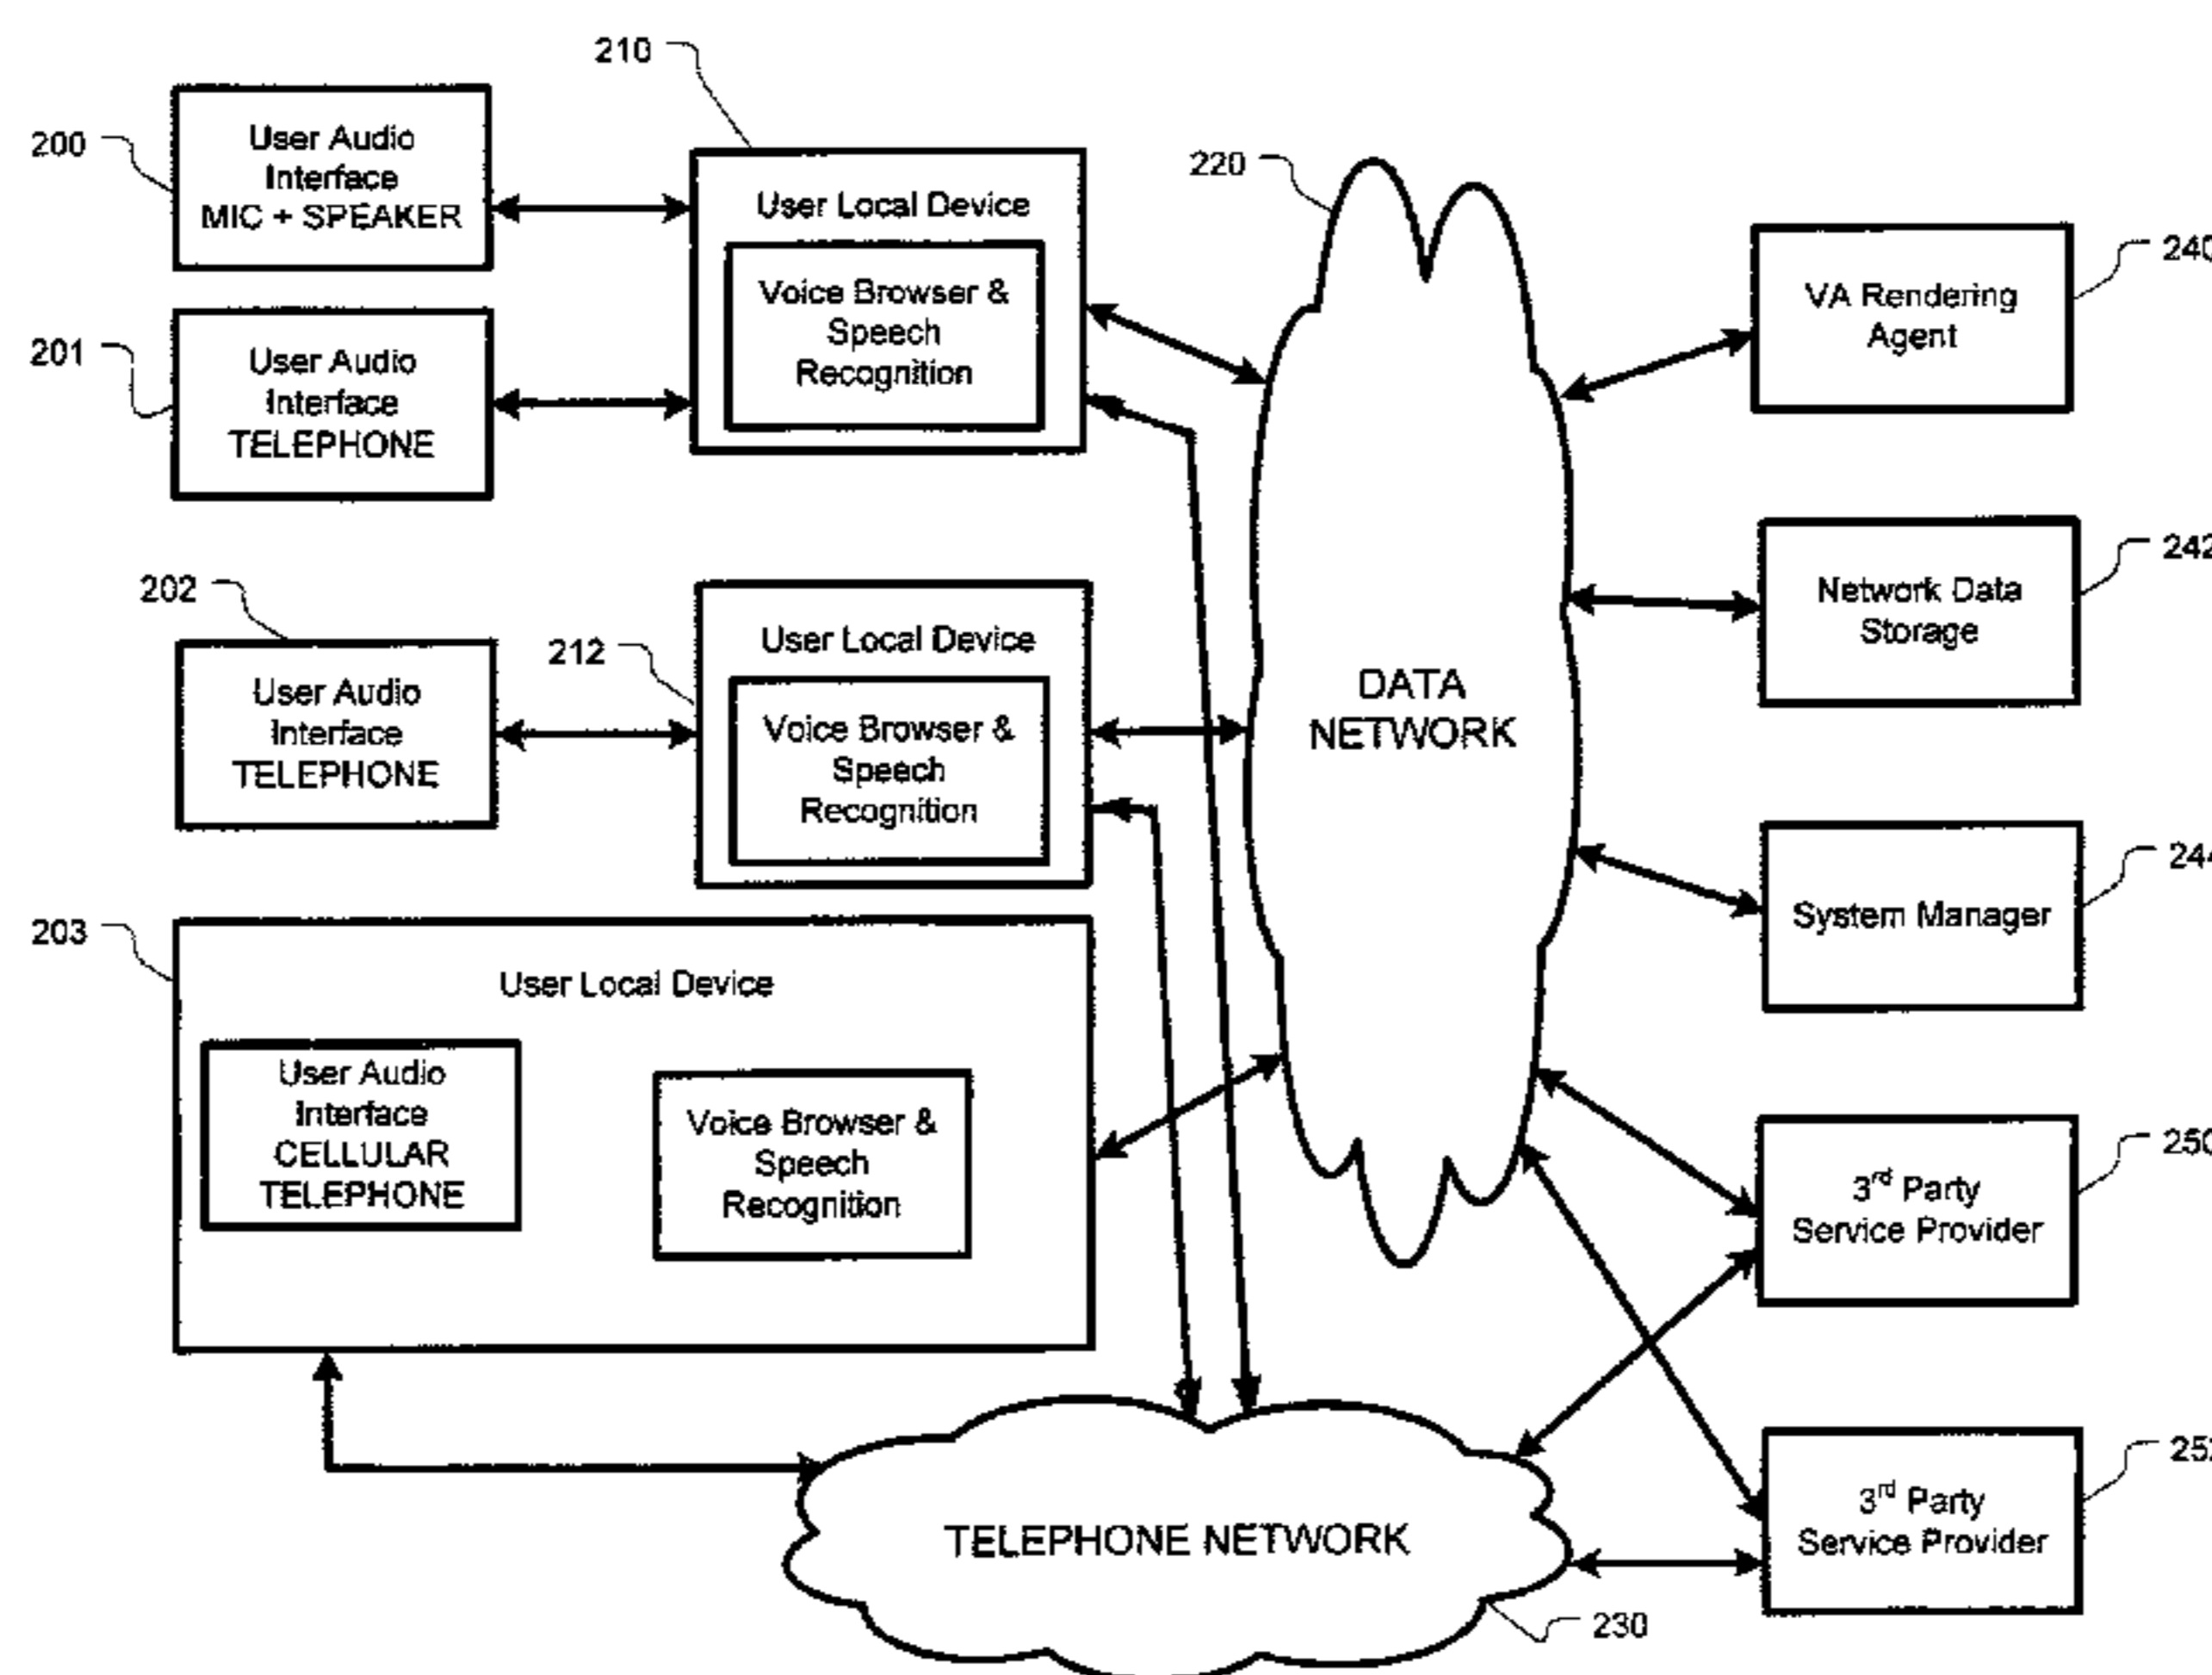 210
200
User Audio
Interface
MIC + SPEAKER
User Local Device
Voice Browser &
Speech
Recognition
220
VA Rendering
Agent
201
User Audio
Interface
TELEPHONE
Network Data
Storage
202
User Audio
Interface
TELEPHONE
212
User Local Device
Voice Browser &
Speech
Recognition
DATA
NETWORK
System Manager
203
User Local Device
User Audio
Interface
CELLULAR
TELEPHONE
Voice Browser &
Speech
Recognition
3rd Party
Service Provider
TELEPHONE NETWORK
3rd Party
Service Provider
230